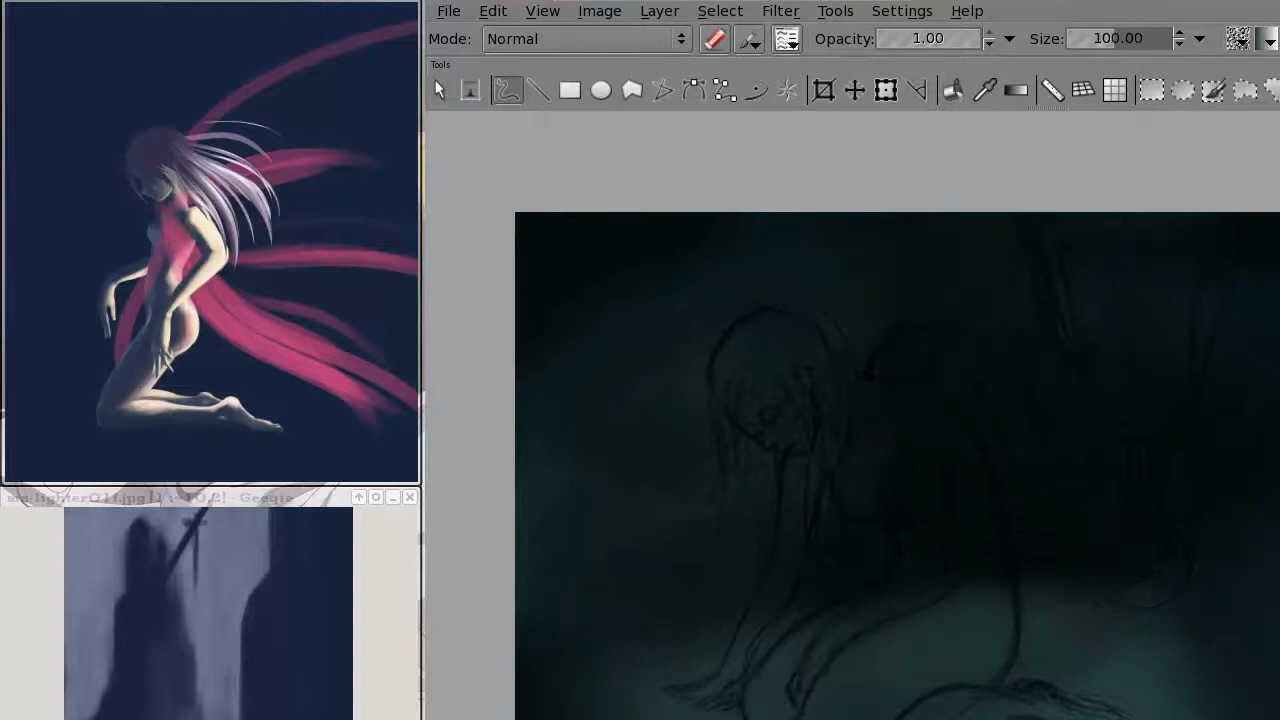 File Edit View Image Layer Select Filter Tools Settings Help
Mode: Normal Opacity: 1.00 Size: 100.00
Tools